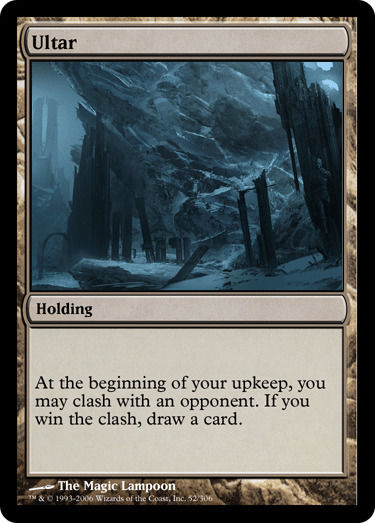 Ultar
Holding
At the beginning of your upkeep, you
may clash with an opponent. If you
win the clash, draw a card.
The Magic Lampoon
™ & © 1993-2006 Wizards of the Coast, Inc. 52/306